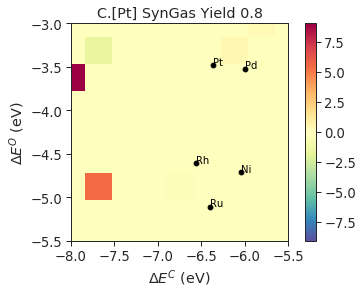 C.[Pt] SynGas Yield 0.8
−3.0
−3.5
−4.0
−4.5
−5.0
−5.5
ΔE^O (eV)
Pt
Pd
Rh
Ni
Ru
−8.0 −7.5 −7.0 −6.5 −6.0 −5.5
ΔE^C (eV)
7.5
5.0
2.5
0.0
−2.5
−5.0
−7.5